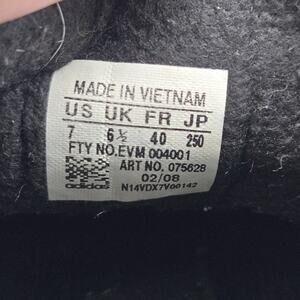 MADE IN VIETNAM
US UK FR JP
7 6½ 40 250
FTY NO.EVM 004001
ART NO. 075628
02/08
adidas N14VDX7V00142